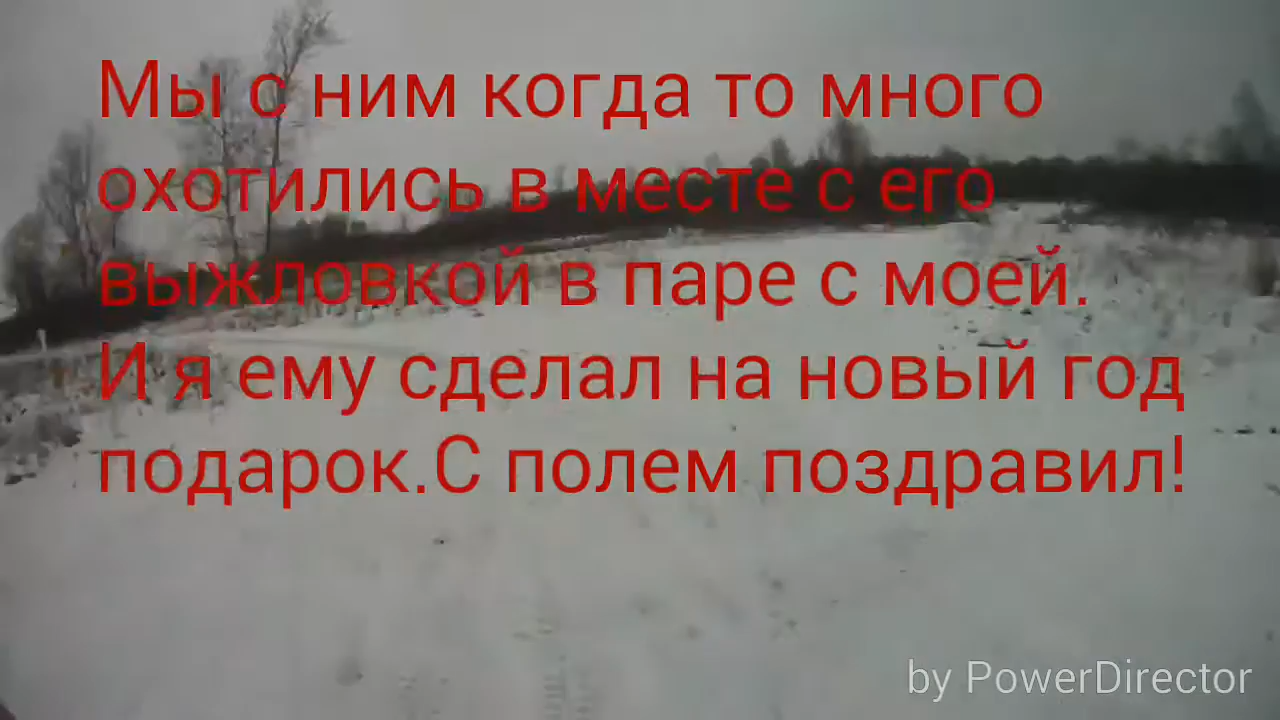 Мы с ним когда то много
охотились в месте с его
выжловкой в паре с моей.
И я ему сделал на новый год
подарок.С полем поздравил!
by PowerDirector